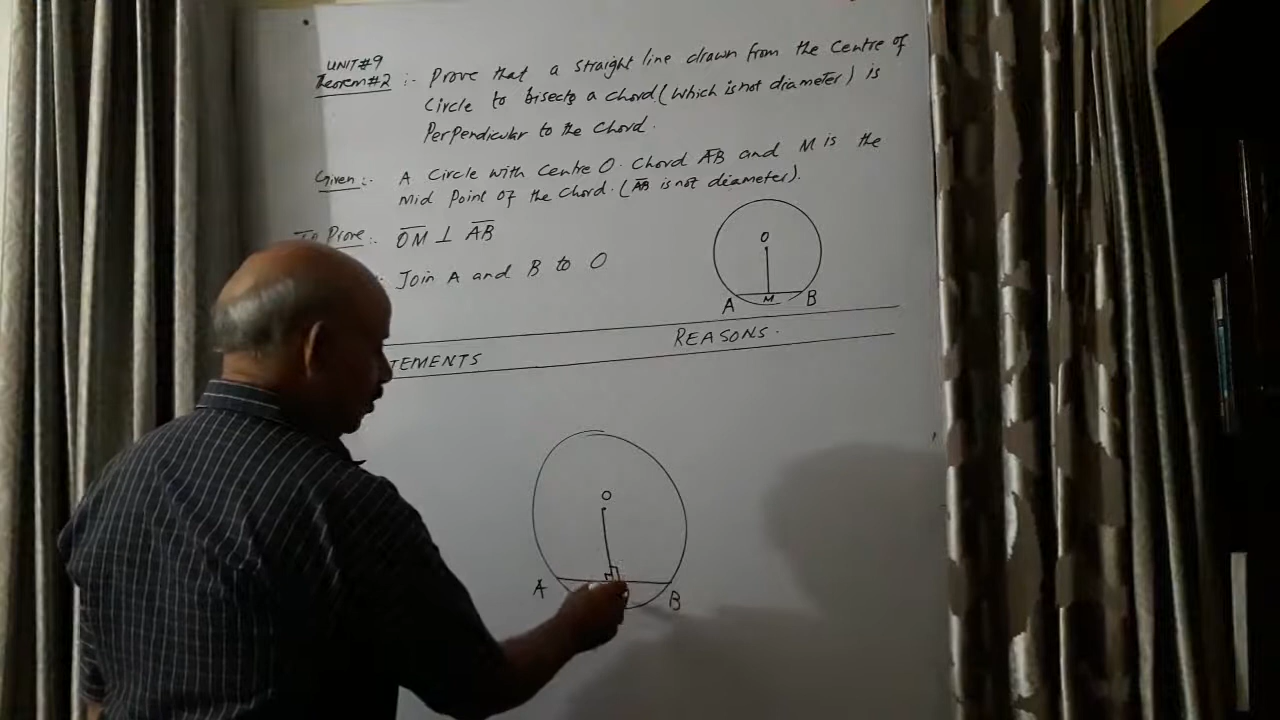 UNIT#9
Theorem#2 :- Prove that a straight line drawn from the Centre of
Circle to bisects a chord (which is not diameter) is
Perpendicular to the Chord.
Given :- A Circle with Centre O. Chord AB and M is the
Mid Point of the Chord. (AB is not diameter).
To Prove:- OM ⊥ AB
: Join A and B to O
O
A M B
TEMENTS REASONS.
O
A B